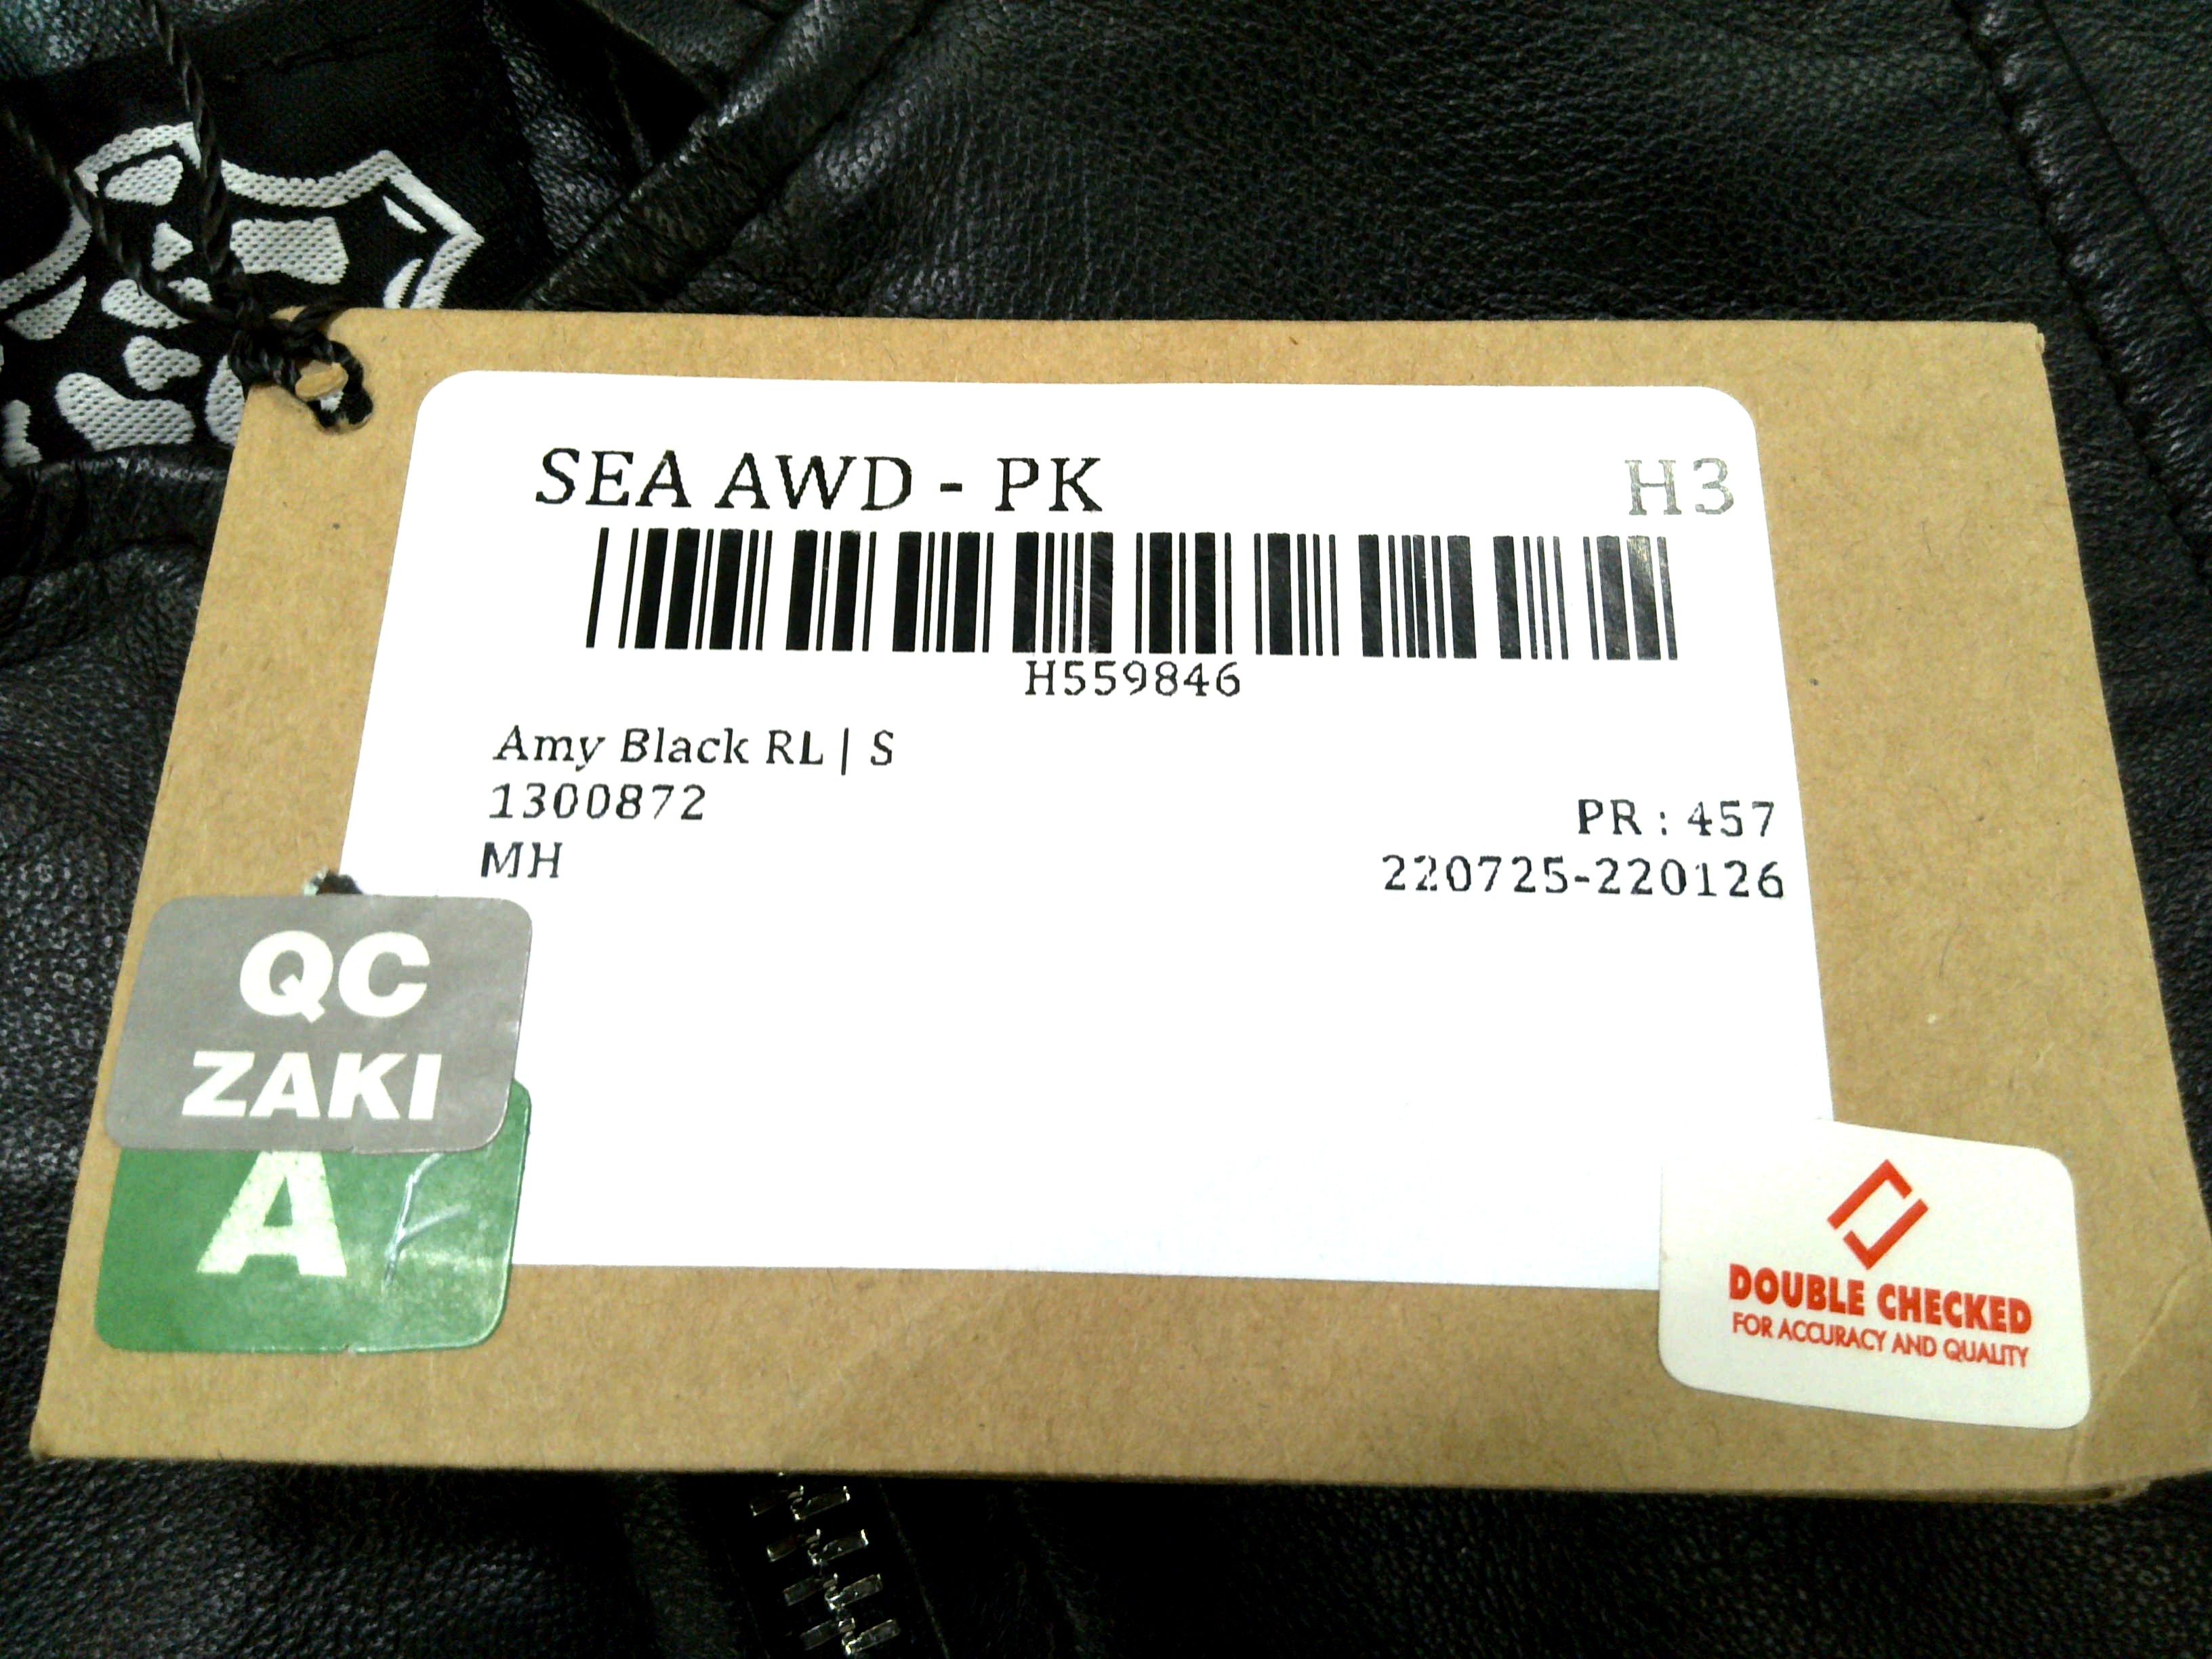 SEA AWD - PK H3
H559846
Amy Black RL | S
1300872 PR : 457
MH 220725-220126
QC
ZAKI
A
DOUBLE CHECKED
FOR ACCURACY AND QUALITY